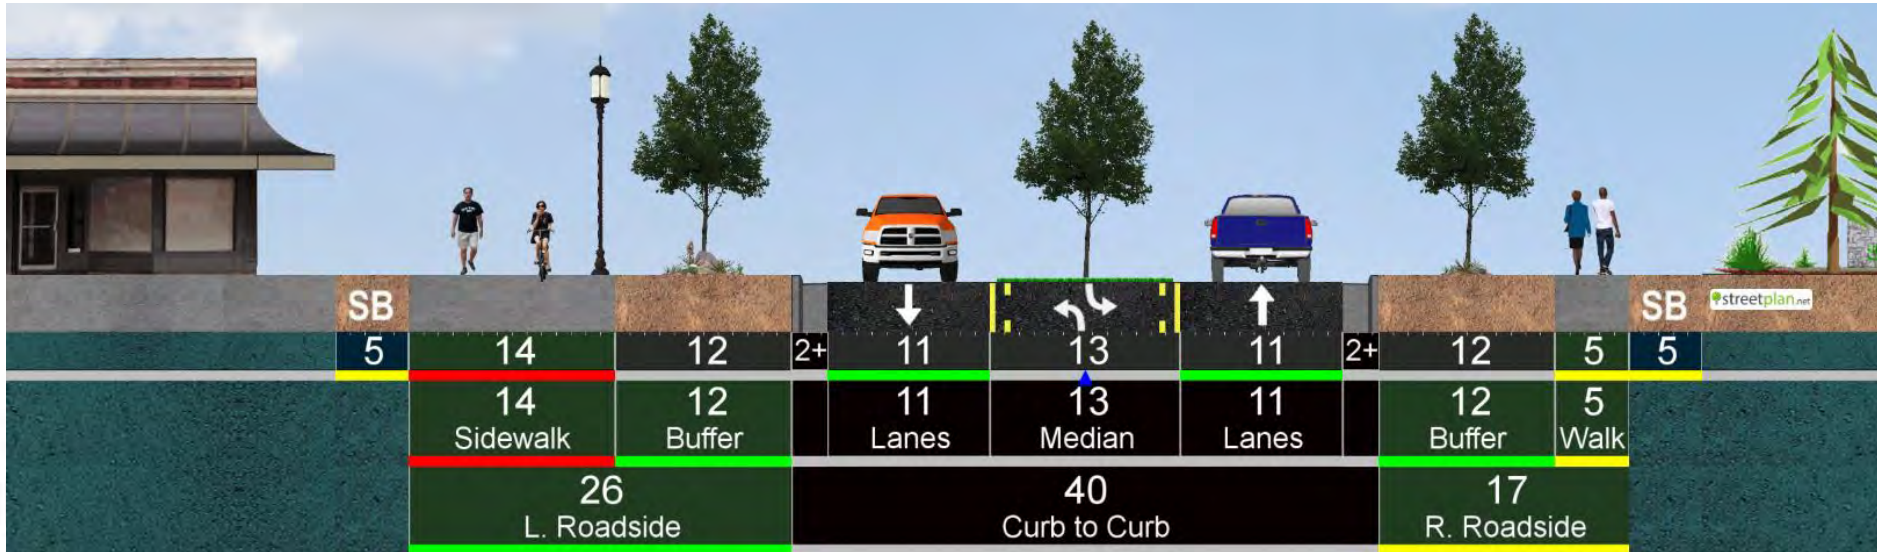 SB
SB
streetplan.net
5
14
12
2+
11
13
11
2+
12
5
5
14
12
11
13
11
12
5
Sidewalk
Buffer
Lanes
Median
Lanes
Buffer
Walk
26
40
17
L. Roadside
Curb to Curb
R. Roadside